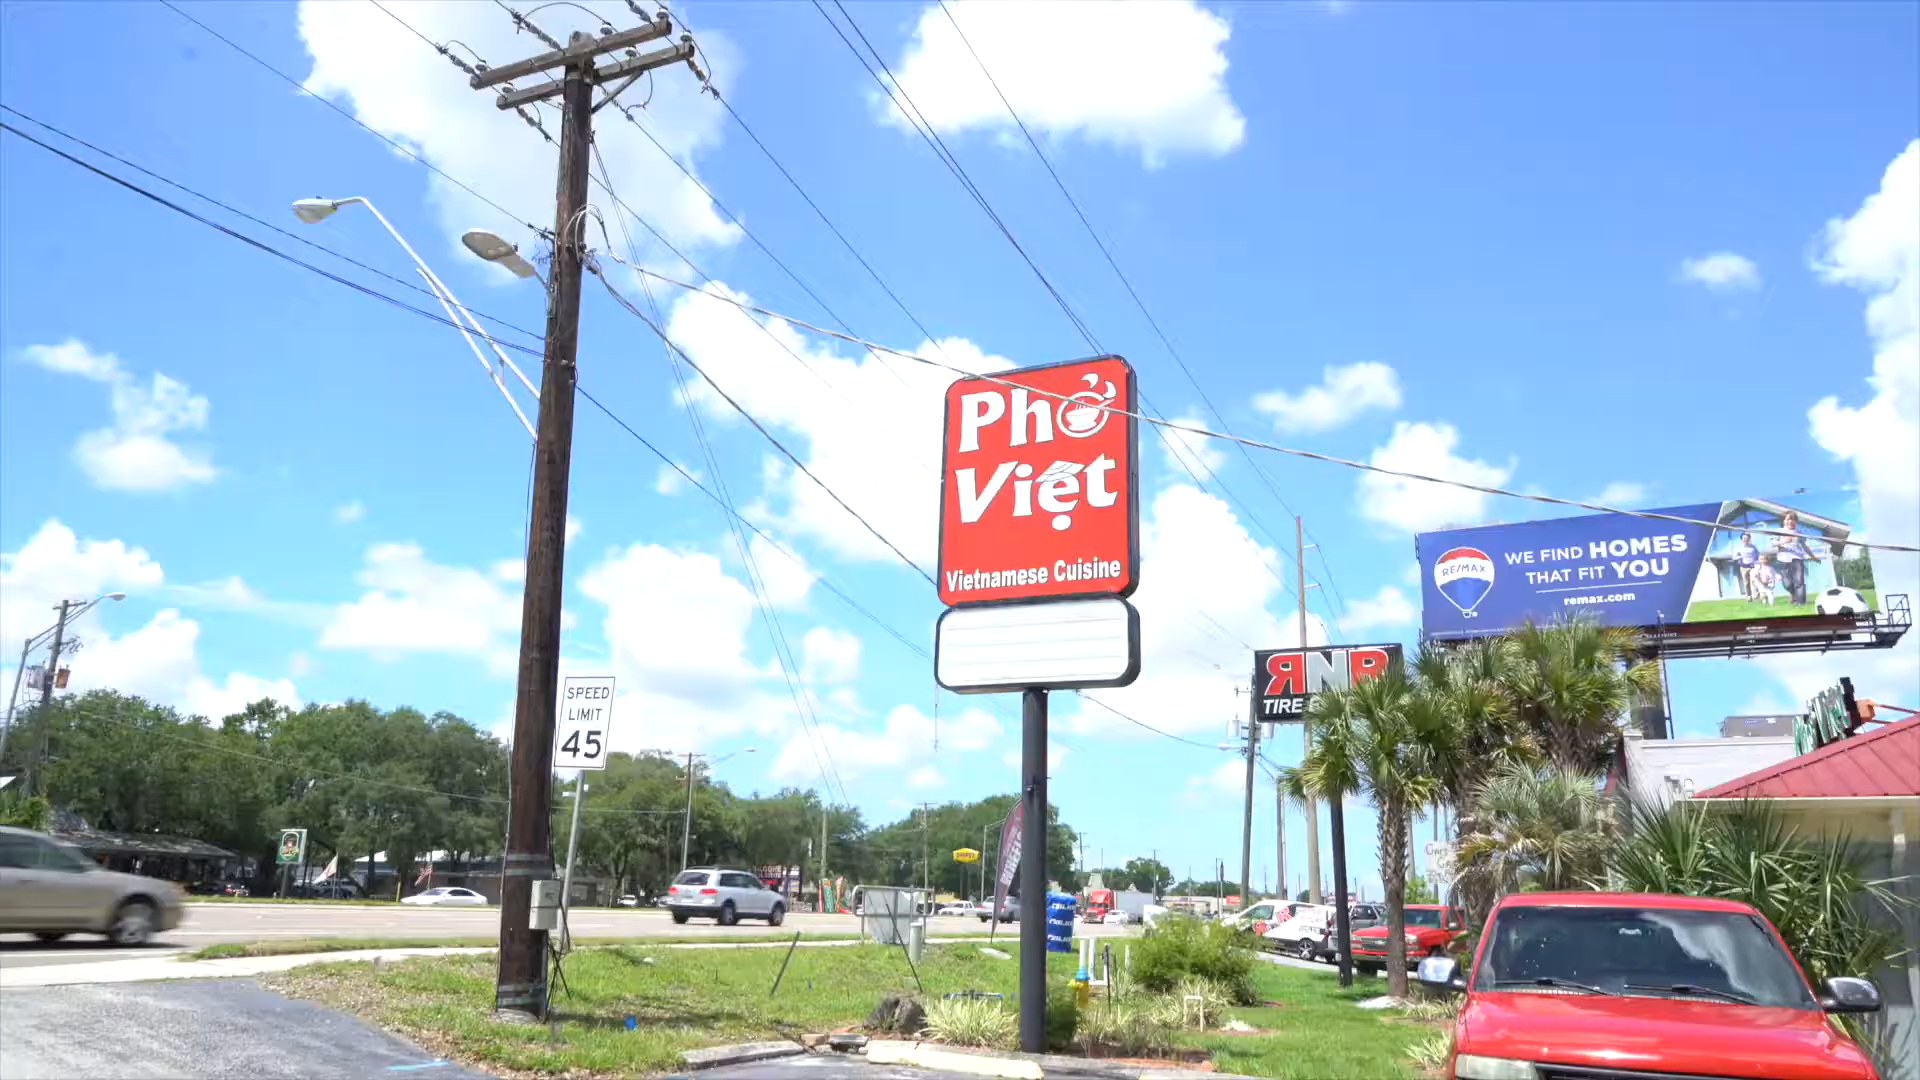 Phở
Việt
Vietnamese Cuisine
SPEED
LIMIT
45
RE/MAX
WE FIND HOMES
THAT FIT YOU
remax.com
RNR
TIRE